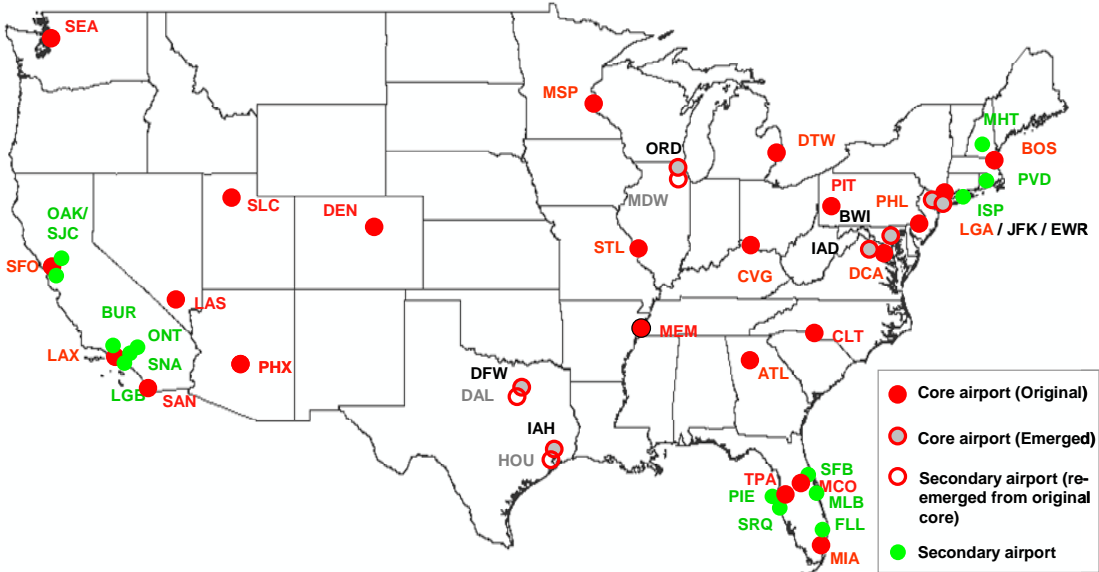 SEA
MSP
MHT
ORD
DTW
BOS
MDW
PIT
PHL
PVD
SLC
DEN
OAK/
SJC
BWI
ISP
LGA / JFK / EWR
STL
IAD
SFO
CVG
DCA
LAS
BUR
ONT
MEM
CLT
LAX
SNA
PHX
ATL
DFW
LGB
SAN
DAL
IAH
HOU
SFB
TPA
MCO
PIE
MLB
SRQ
FLL
MIA
Core airport (Original)
Core airport (Emerged)
Secondary airport (re-
emerged from original
core)
Secondary airport